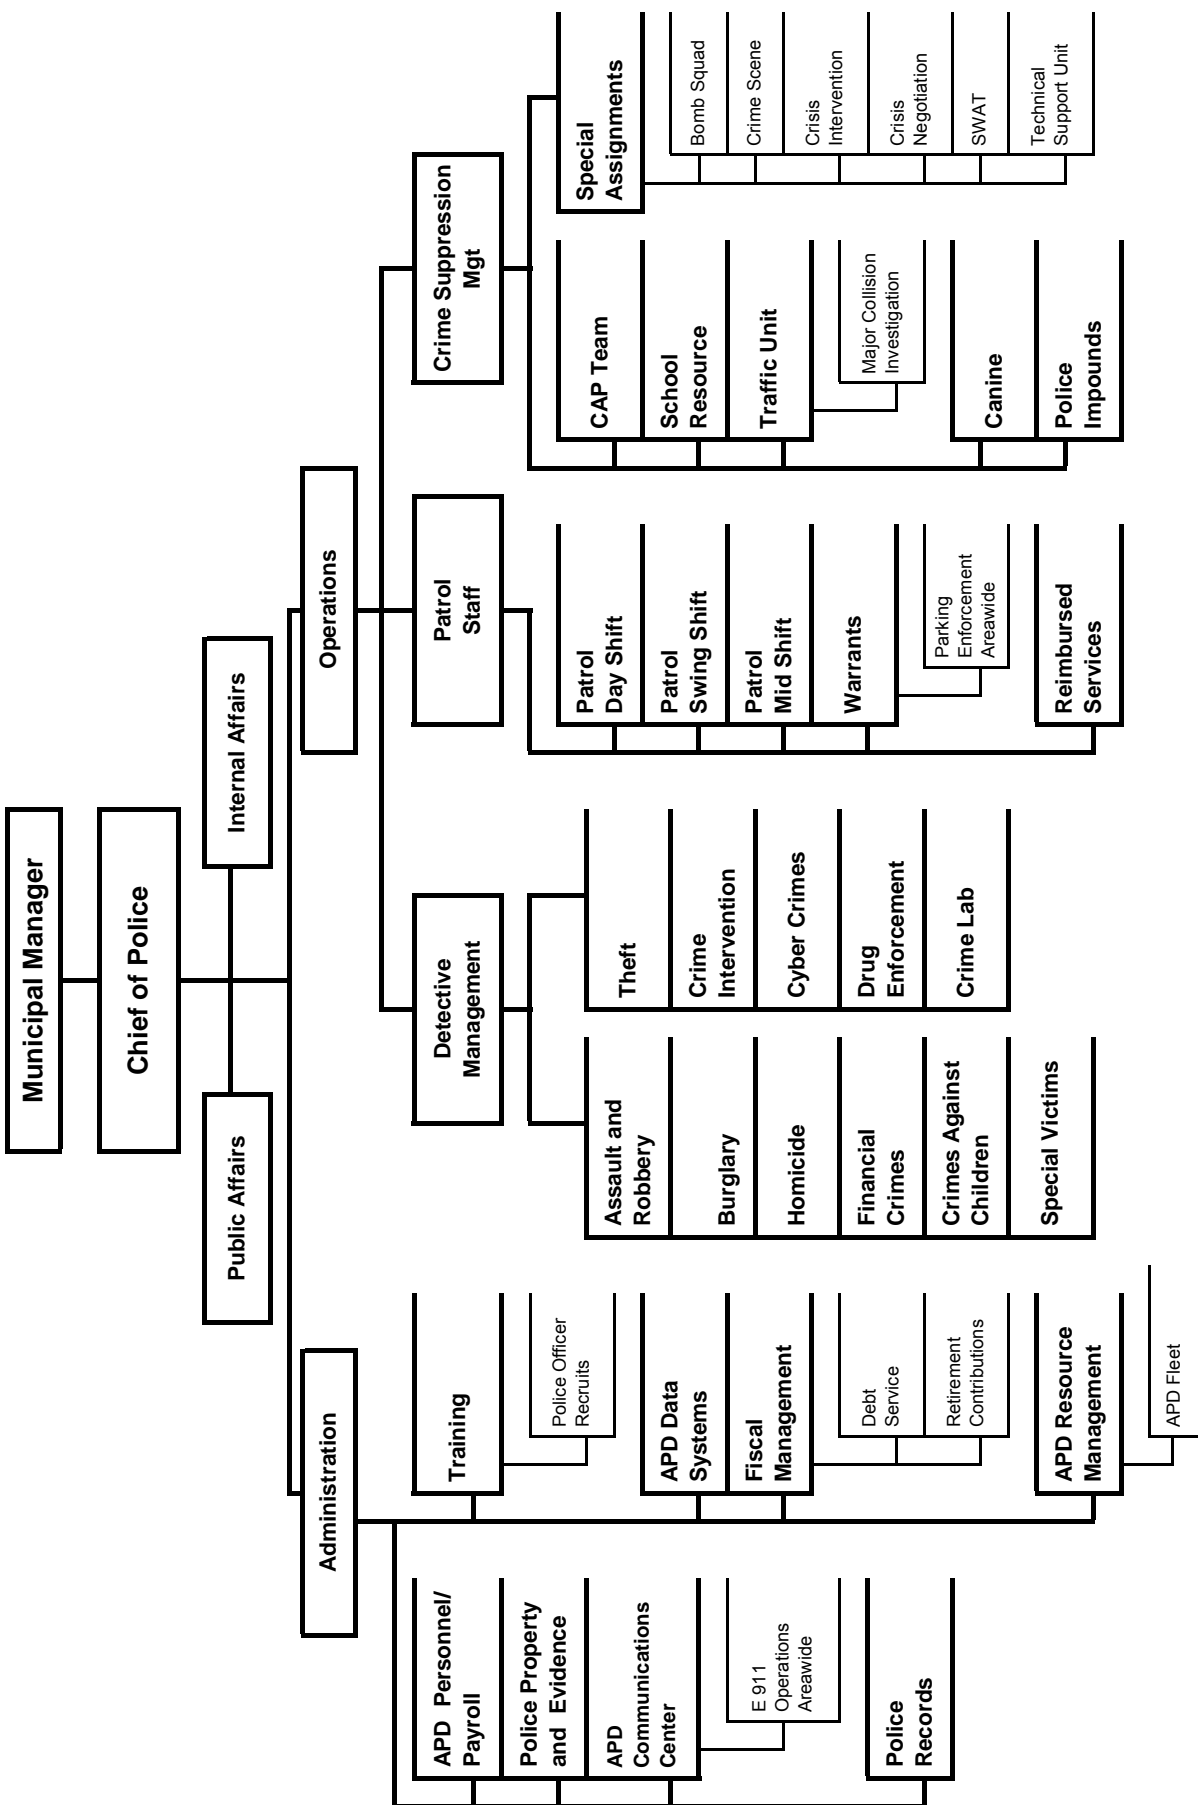 Municipal Manager
Chief of Police
Public Affairs
Internal Affairs
Administration
Operations
APD Personnel/
Payroll
Police Property
and Evidence
APD
Communications
Center
E 911
Operations
Areawide
Police
Records
Training
Police Officer
Recruits
APD Data
Systems
Fiscal
Management
Debt
Service
Retirement
Contributions
APD Resource
Management
APD Fleet
Detective
Management
Assault and
Robbery
Burglary
Homicide
Financial
Crimes
Crimes Against
Children
Special Victims
Theft
Crime
Intervention
Cyber Crimes
Drug
Enforcement
Crime Lab
Patrol
Staff
Patrol
Day Shift
Patrol
Swing Shift
Patrol
Mid Shift
Warrants
Parking
Enforcement
Areawide
Reimbursed
Services
Crime Suppression
Mgt
CAP Team
School
Resource
Traffic Unit
Major Collision
Investigation
Canine
Police
Impounds
Special
Assignments
Bomb Squad
Crime Scene
Crisis
Intervention
Crisis
Negotiation
SWAT
Technical
Support Unit